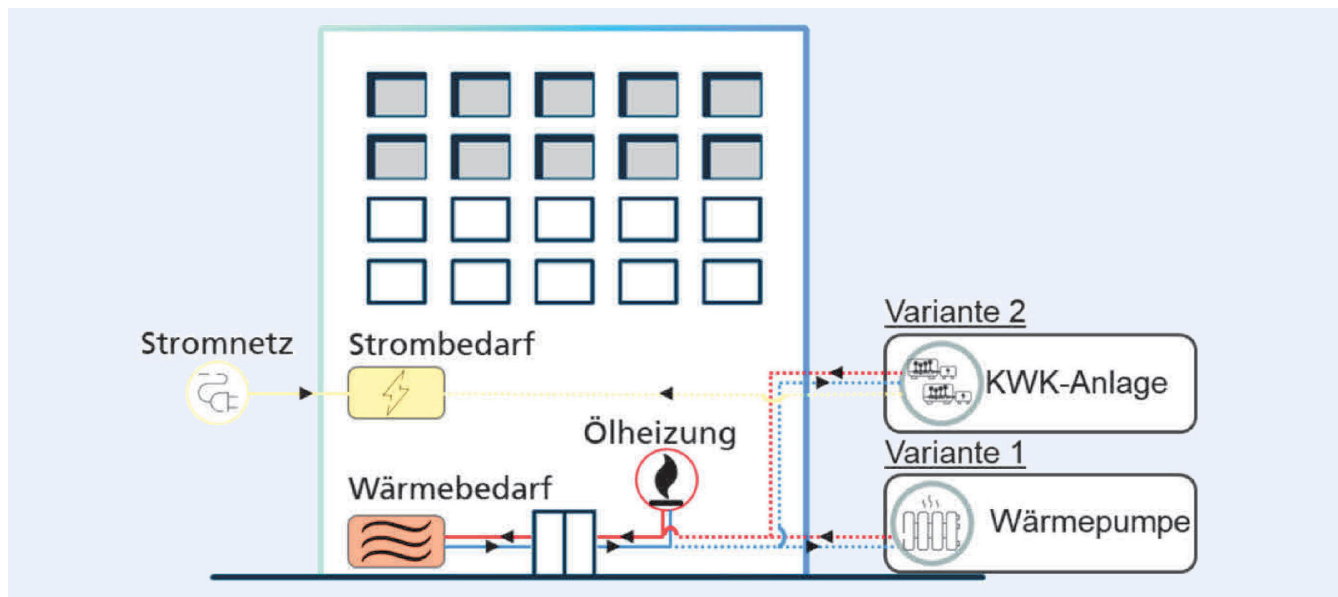 Variante 2
Stromnetz
Strombedarf
KWK-Anlage
Ölheizung
Variante 1
Wärmebedarf
Wärmepumpe